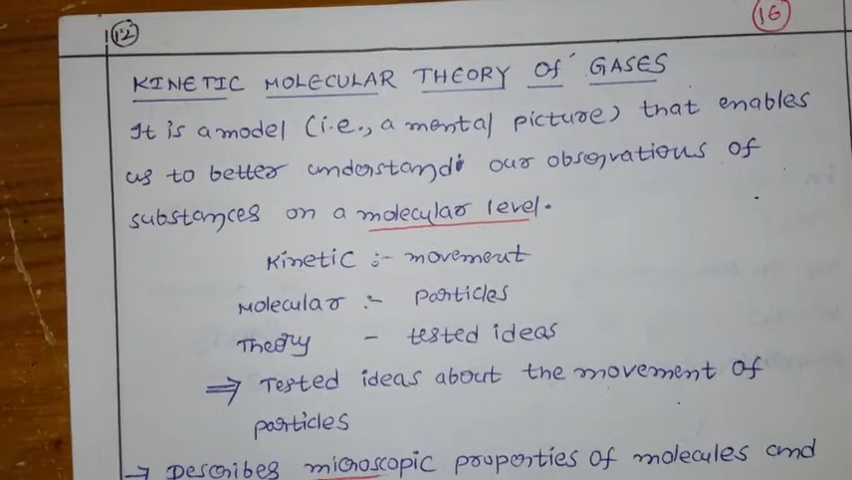 12
16
KINETIC MOLECULAR THEORY Of GASES
It is a model (i.e., a mental picture) that enables
us to better understand our observations of
substances on a molecular level.
Kinetic :- movement
Molecular :- Particles
Theory - tested ideas
⇒ Tested ideas about the movement of
particles
→ Describes microscopic properties of molecules and